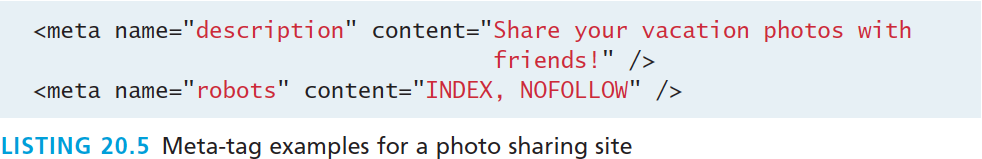 <meta name="description" content="Share your vacation photos with
friends!" />
<meta name="robots" content="INDEX, NOFOLLOW" />
LISTING 20.5 Meta-tag examples for a photo sharing site